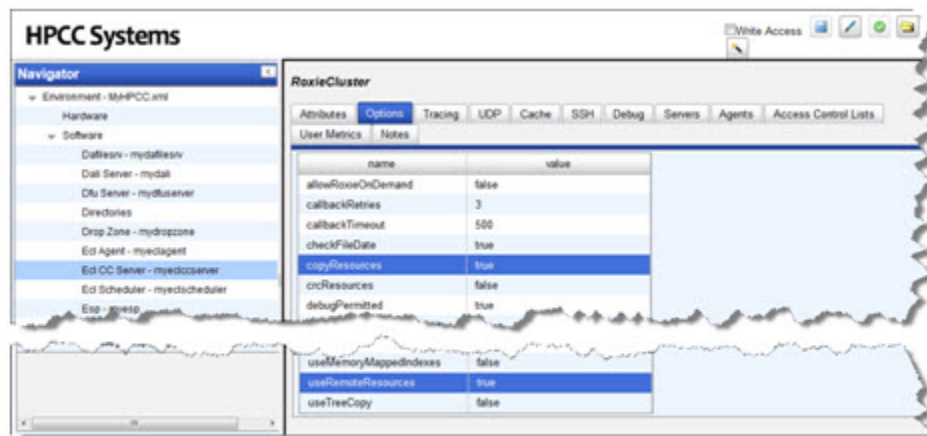 HPCC Systems
Write Access
Navigator
Environment - MyHPCC.xml
Hardware
Software
Dafilesrv - mydafilesrv
Dali Server - mydali
Dfu Server - mydfuserver
Directories
Drop Zone - mydropzone
Ecl Agent - myeclagent
Ecl CC Server - myeclccserver
Ecl Scheduler - myeclscheduler
Esp - myesp
RoxieCluster
Attributes Options Tracing UDP Cache SSH Debug Servers Agents Access Control Lists
User Metrics Notes
name value
allowRoxieOnDemand false
callbackRetries 3
callbackTimeout 500
checkFileDate true
copyResources true
crcResources false
debugPermitted true
useMemoryMappedIndexes false
useRemoteResources true
useTreeCopy false